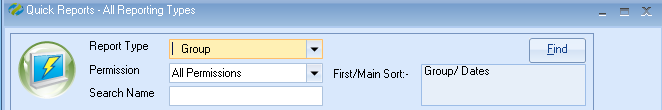 Quick Reports - All Reporting Types
Report Type Group Find
Permission All Permissions First/Main Sort:- Group/ Dates
Search Name